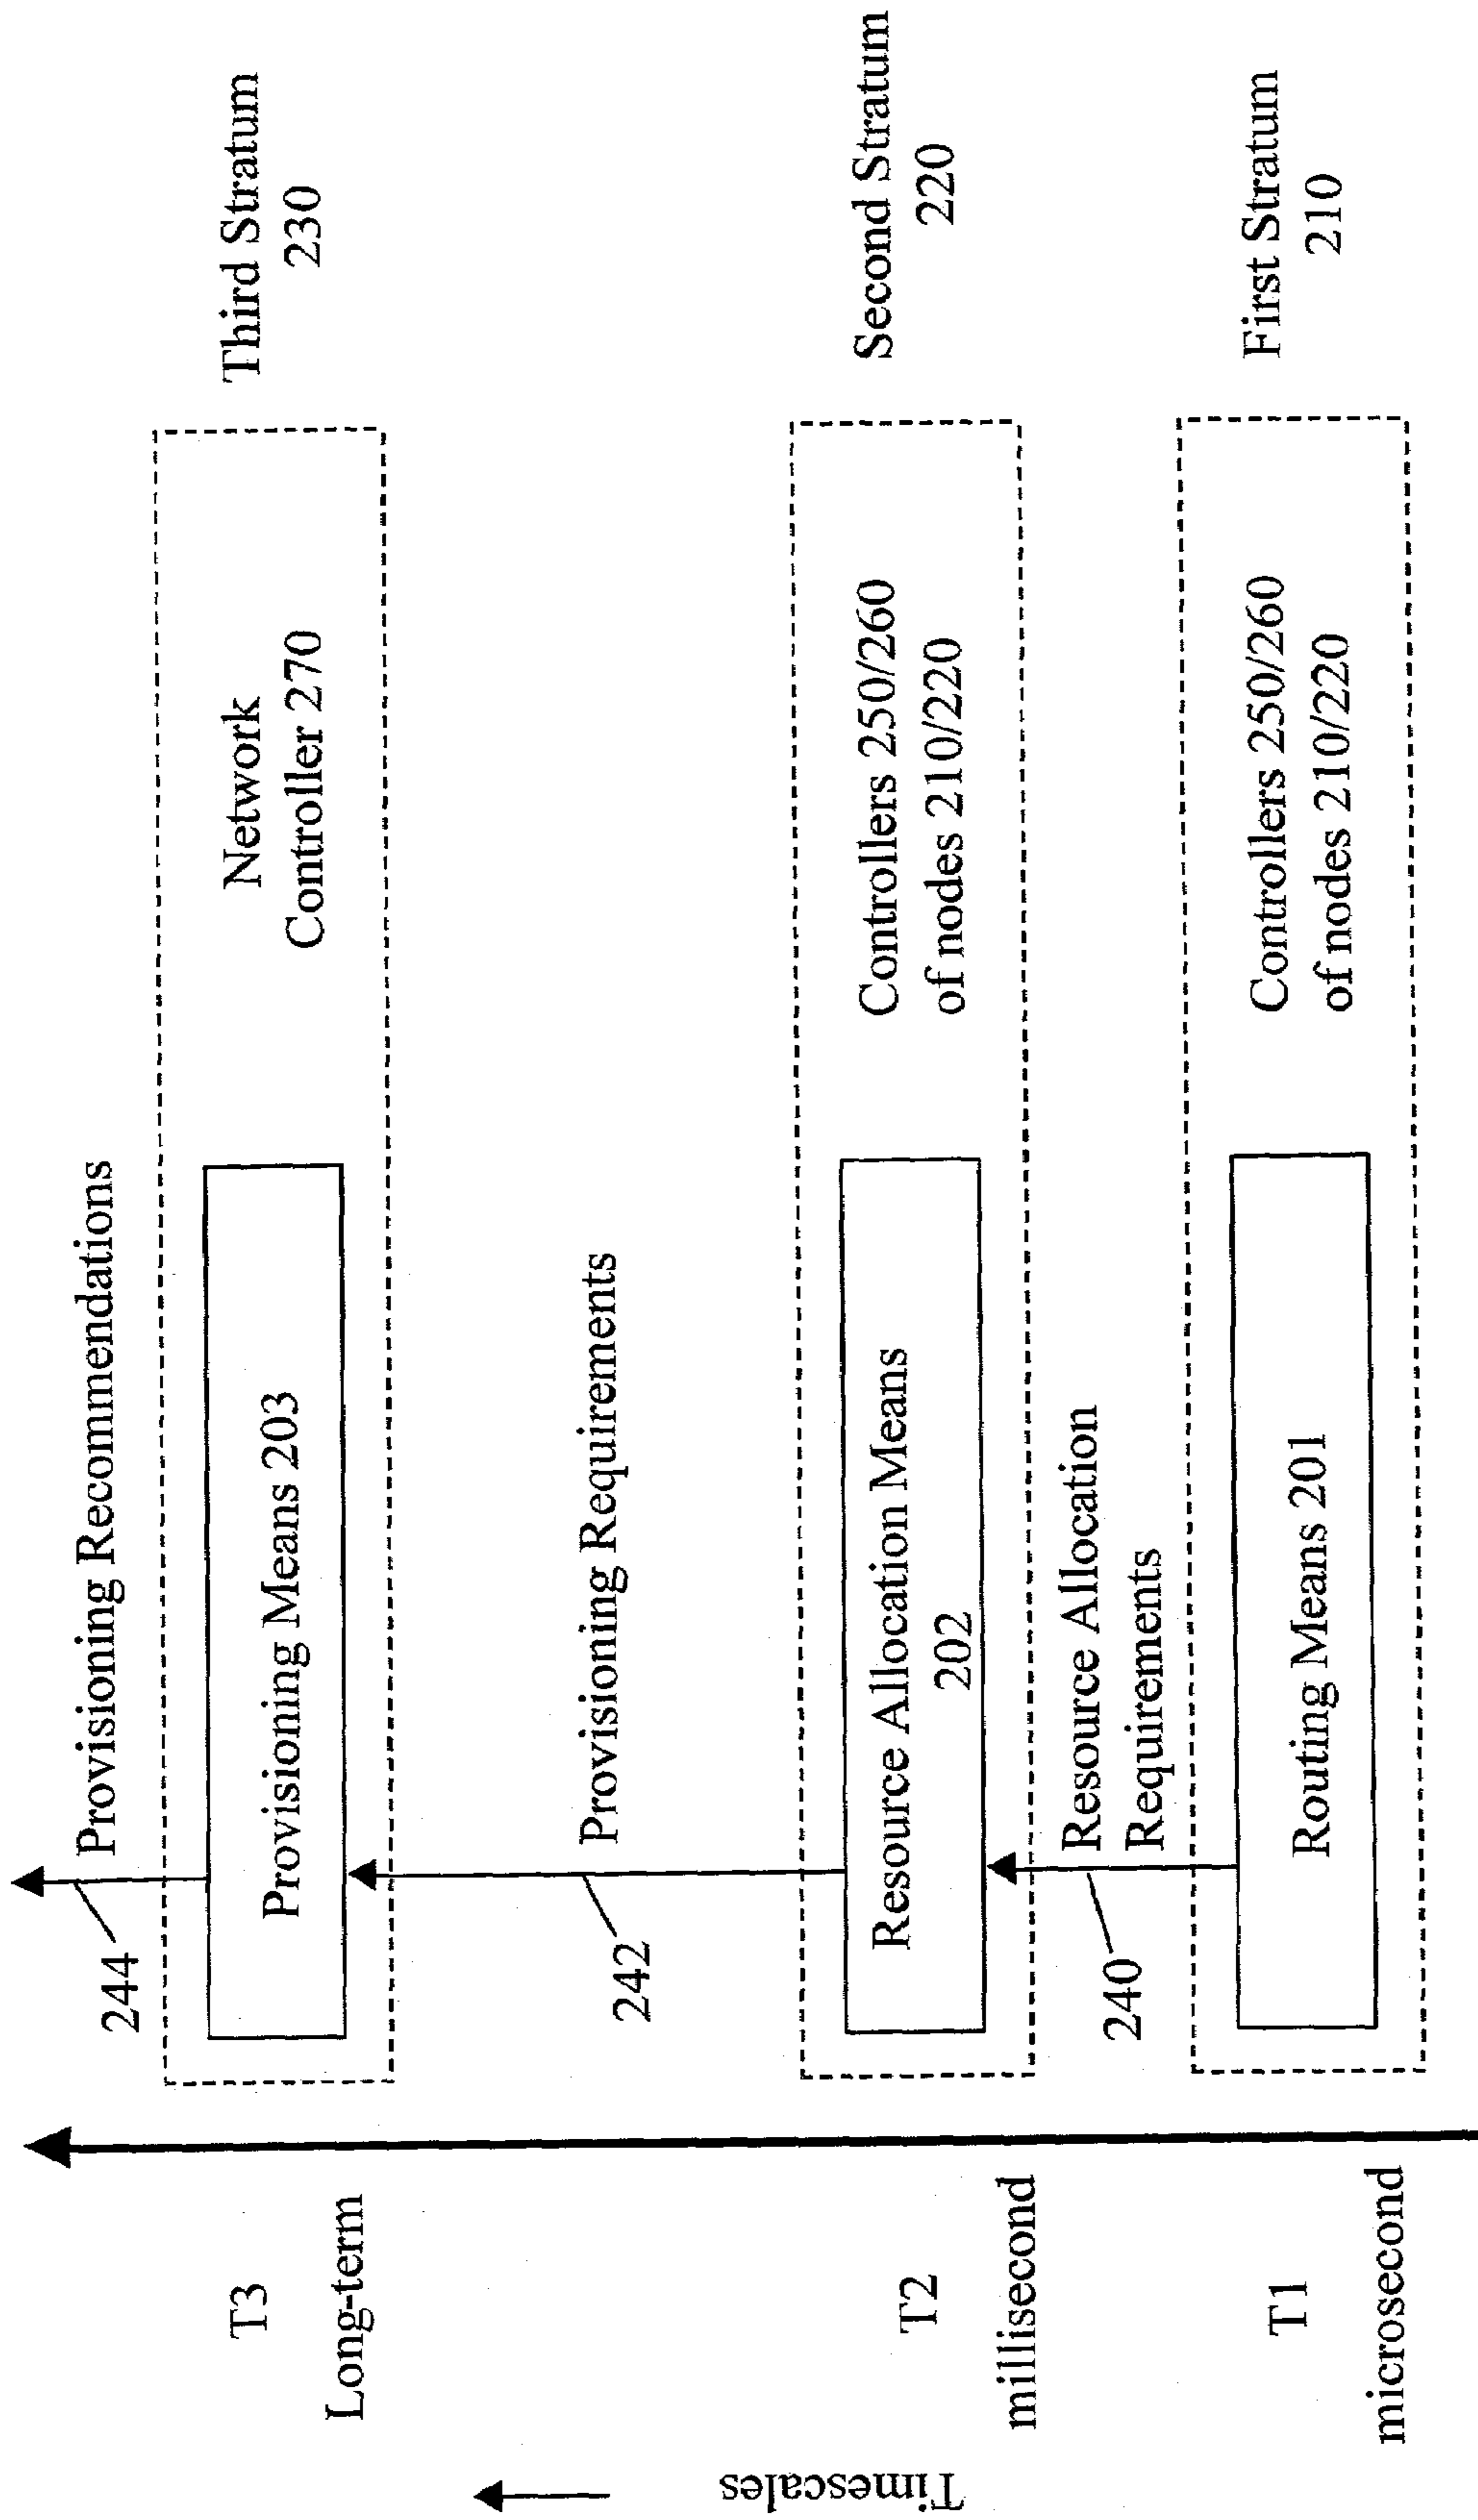 Provisioning Recommendations
244
T3
Long-term
Provisioning Means 203
Network
Controller 270
Third Stratum
230
Provisioning Requirements
242
T2
millisecond
Resource Allocation Means
202
Controllers 250/260
of nodes 210/220
Second Stratum
220
Resource Allocation
Requirements
240
T1
microsecond
Routing Means 201
Controllers 250/260
of nodes 210/220
First Stratum
210
Timescales